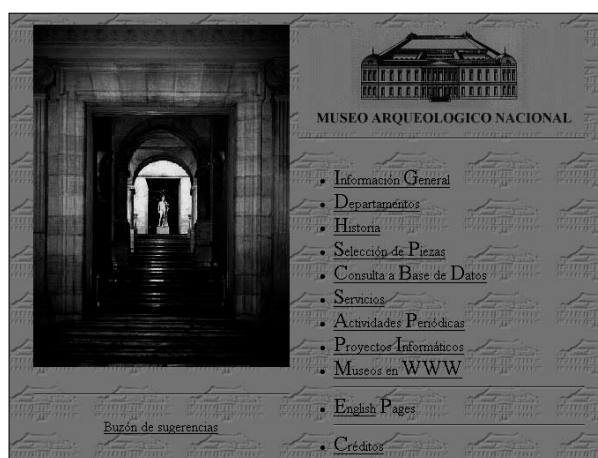 MUSEO ARQUEOLOGICO NACIONAL
Información General
Departamentos
Historia
Selección de Piezas
Consulta a Base de Datos
Servicios
Actividades Periódicas
Proyectos Informáticos
Museos en WWW
English Pages
Buzón de sugerencias
Créditos